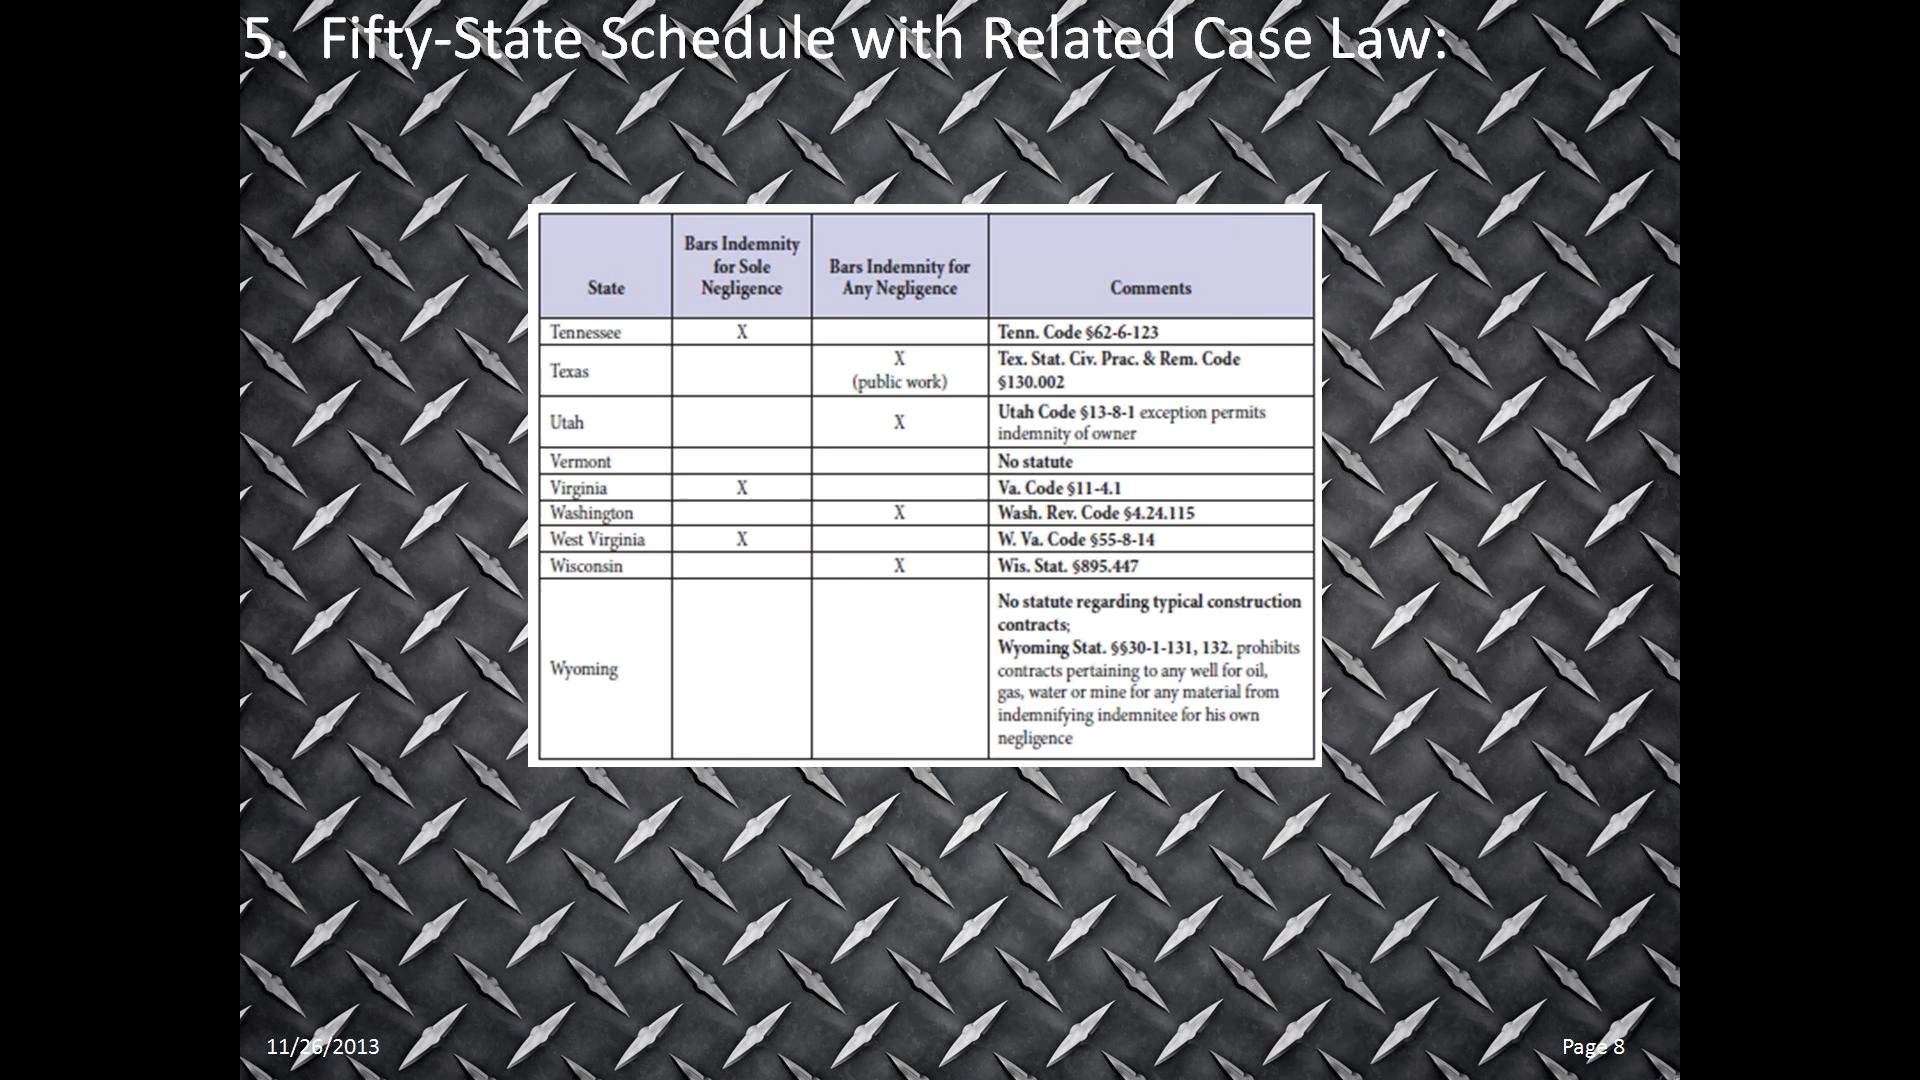 5.  Fifty-State Schedule with Related Case Law:
State
Bars Indemnity
for Sole
Negligence
Bars Indemnity for
Any Negligence
Comments
Tennessee X Tenn. Code §62-6-123
Texas
X
(public work)
Tex. Stat. Civ. Prac. & Rem. Code
§130.002
Utah X
Utah Code §13-8-1 exception permits
indemnity of owner
Vermont No statute
Virginia X Va. Code §11-4.1
Washington X Wash. Rev. Code §4.24.115
West Virginia X W. Va. Code §55-8-14
Wisconsin X Wis. Stat. §895.447
Wyoming
No statute regarding typical construction
contracts;
Wyoming Stat. §§30-1-131, 132. prohibits
contracts pertaining to any well for oil,
gas, water or mine for any material from
indemnifying indemnitee for his own
negligence
11/26/2013
Page 8